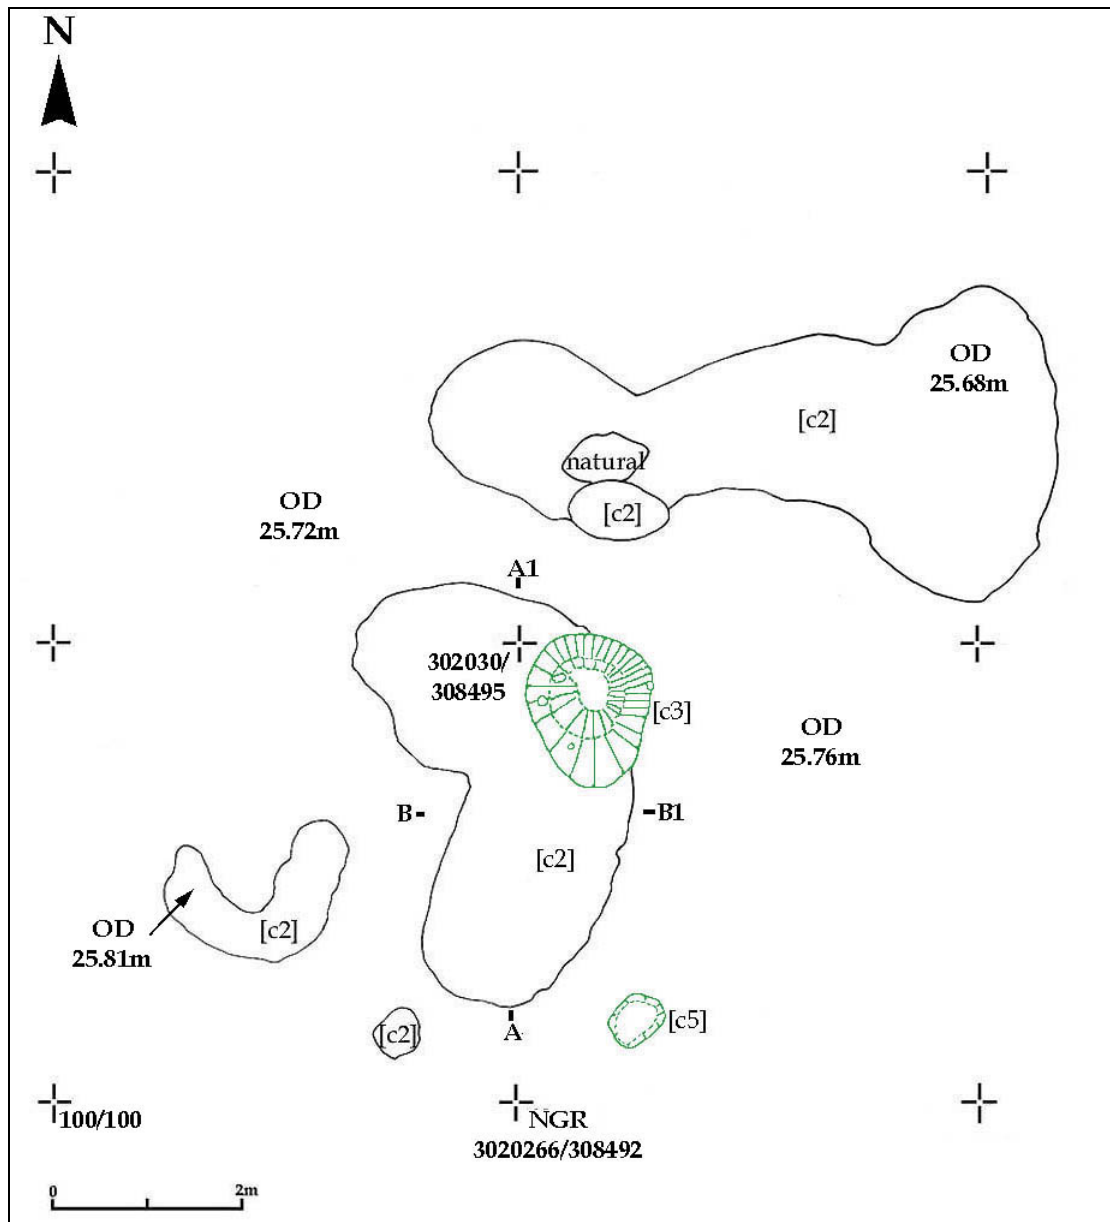 N
OD
25.68m
[c2]
natural
[c2]
OD
25.72m
A1
302030/
308495
[c3]
OD
25.76m
B
B1
[c2]
OD
25.81m
[c2]
[c2]
A
[c5]
100/100
NGR
3020266/308492
0
2m